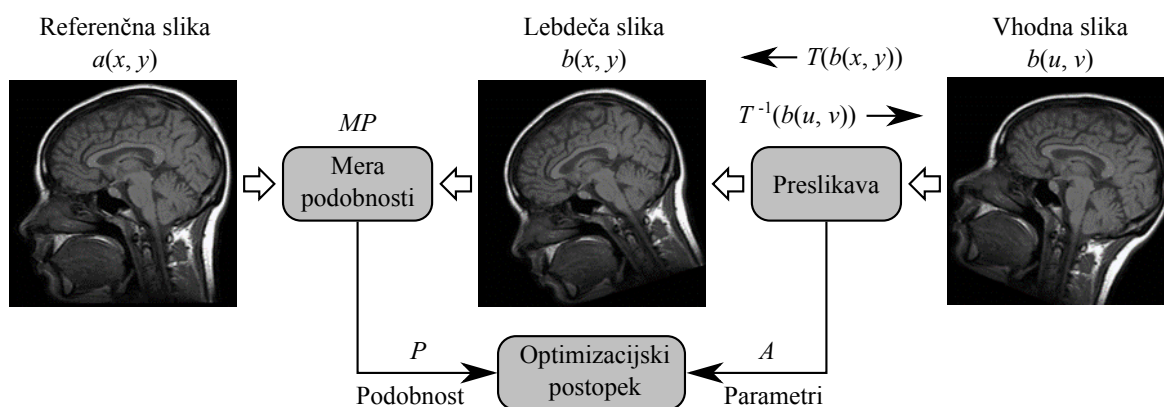 Referenčna slika
a(x, y)
Lebdeča slika
b(x, y)
Vhodna slika
b(u, v)
T(b(x, y))
T⁻¹(b(u, v))
MP
Mera
podobnosti
Preslikava
P
Podobnost
Optimizacijski
postopek
A
Parametri